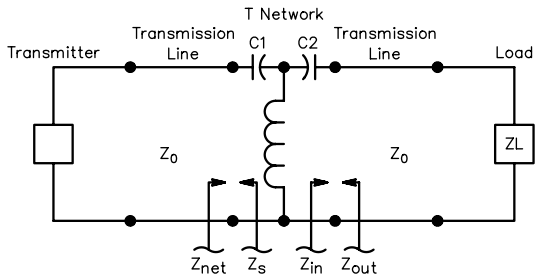 T Network
Transmission Line
C1
C2
Transmission Line
Transmitter
Load
Z0
Z0
ZL
Znet
Zs
Zin
Zout